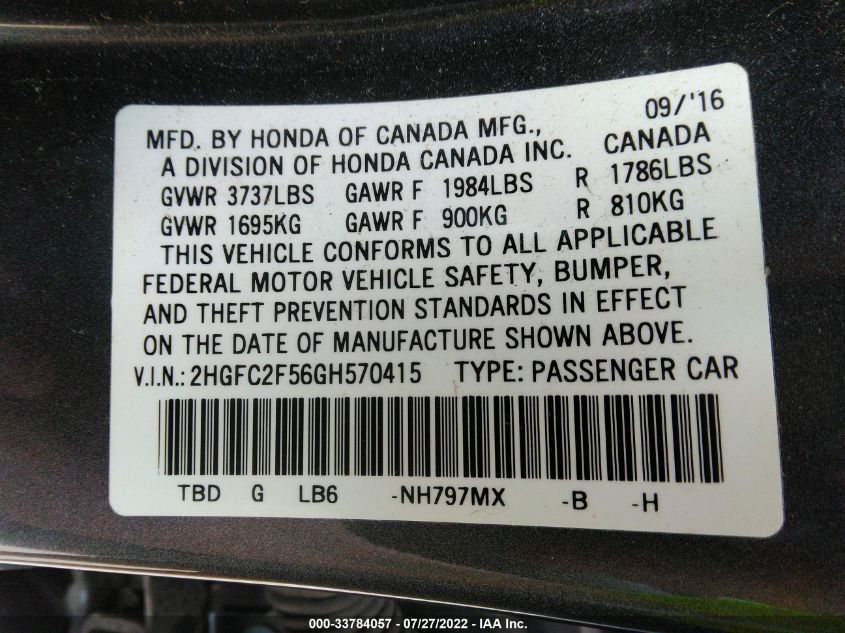 09/'16
MFD. BY HONDA OF CANADA MFG.,
A DIVISION OF HONDA CANADA INC. CANADA
GVWR 3737LBS GAWR F 1984LBS R 1786LBS
GVWR 1695KG GAWR F 900KG R 810KG
THIS VEHICLE CONFORMS TO ALL APPLICABLE
FEDERAL MOTOR VEHICLE SAFETY, BUMPER,
AND THEFT PREVENTION STANDARDS IN EFFECT
ON THE DATE OF MANUFACTURE SHOWN ABOVE.
V.I.N.: 2HGFC2F56GH570415 TYPE: PASSENGER CAR
TBD G LB6 -NH797MX -B -H
000-33784057 - 07/27/2022 - IAA Inc.